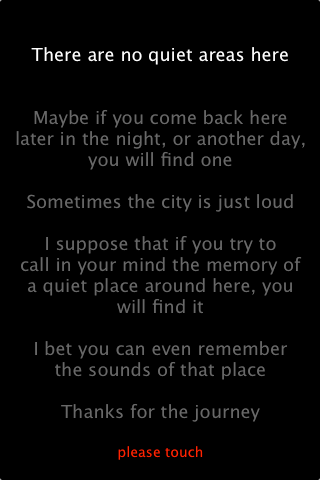 There are no quiet areas here
Maybe if you come back here
later in the night, or another day,
you will find one
Sometimes the city is just loud
I suppose that if you try to
call in your mind the memory of
a quiet place around here, you
will find it
I bet you can even remember
the sounds of that place
Thanks for the journey
please touch